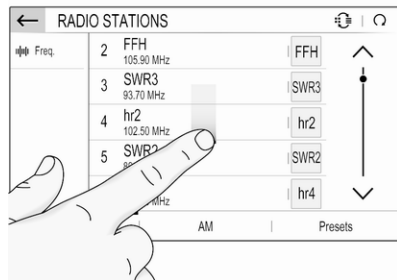 RADIO STATIONS
Freq.
2 FFH FFH
105.90 MHz
3 SWR3 SWR3
93.70 MHz
4 hr2 hr2
102.50 MHz
5 SWR2 SWR2
MHz hr4
AM Presets